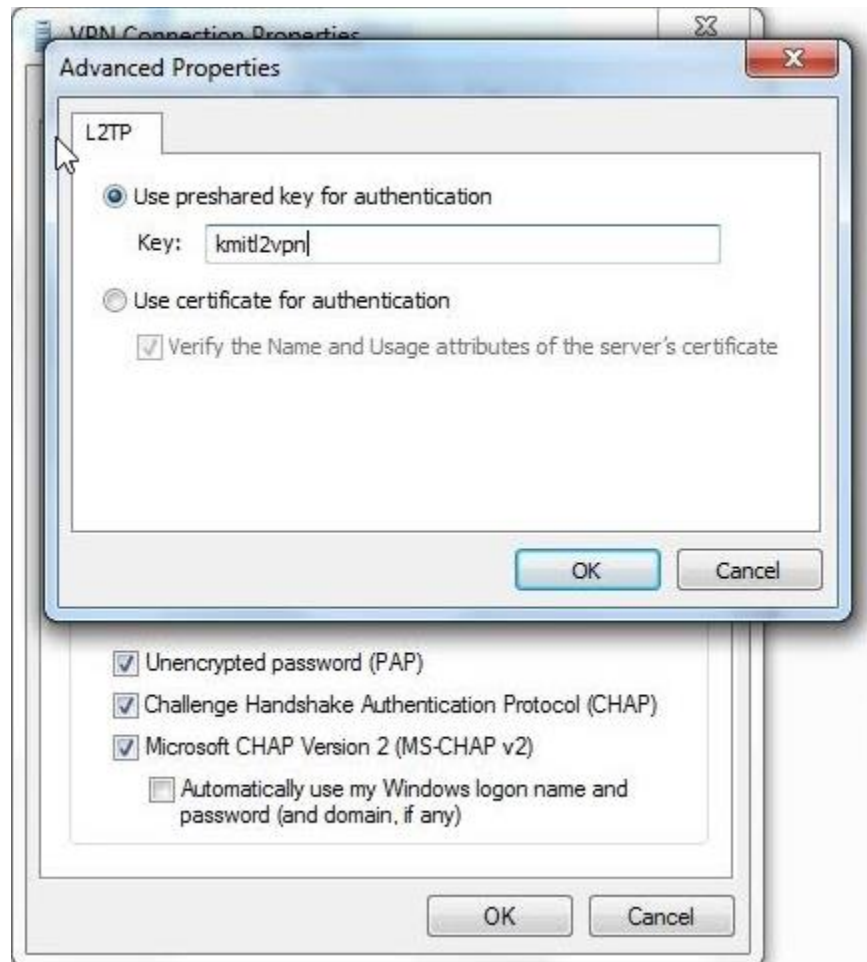 VPN Connection Properties
Advanced Properties
L2TP
Use preshared key for authentication
Key: kmitl2vpn
Use certificate for authentication
Verify the Name and Usage attributes of the server's certificate
OK Cancel
Unencrypted password (PAP)
Challenge Handshake Authentication Protocol (CHAP)
Microsoft CHAP Version 2 (MS-CHAP v2)
Automatically use my Windows logon name and
password (and domain, if any)
OK Cancel